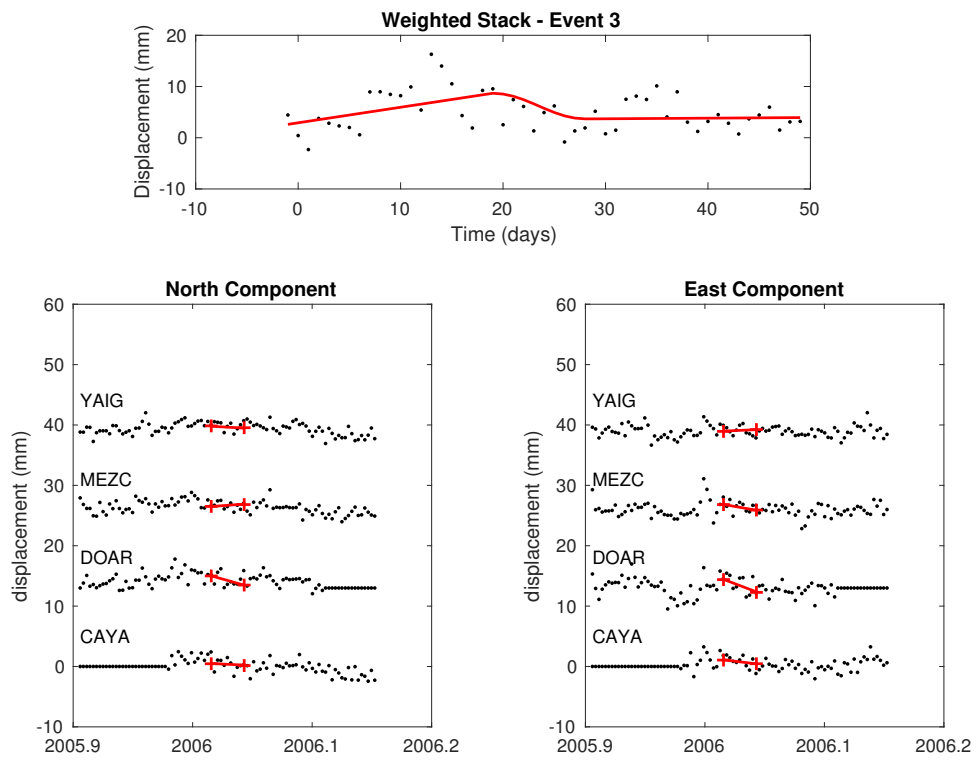 Weighted Stack - Event 3
Displacement (mm)
20
10
0
-10
-10 0 10 20 30 40 50
Time (days)
North Component
displacement (mm)
60
50
40
30
20
10
0
-10
YAIG
MEZC
DOAR
CAYA
2005.9 2006 2006.1 2006.2
East Component
displacement (mm)
60
50
40
30
20
10
0
-10
YAIG
MEZC
DOAR
CAYA
2005.9 2006 2006.1 2006.2